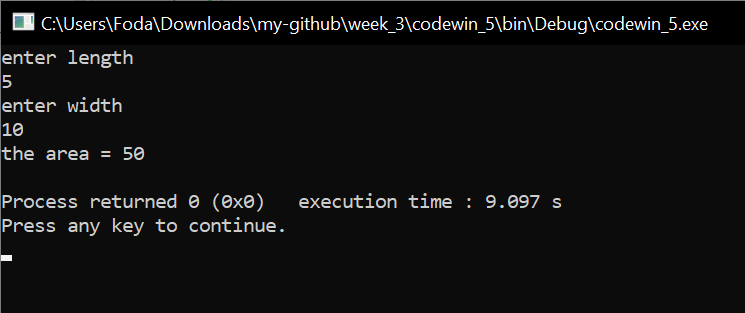 C:\Users\Foda\Downloads\my-github\week_3\codewin_5\bin\Debug\codewin_5.exe
enter length
5
enter width
10
the area = 50
Process returned 0 (0x0)   execution time : 9.097 s
Press any key to continue.